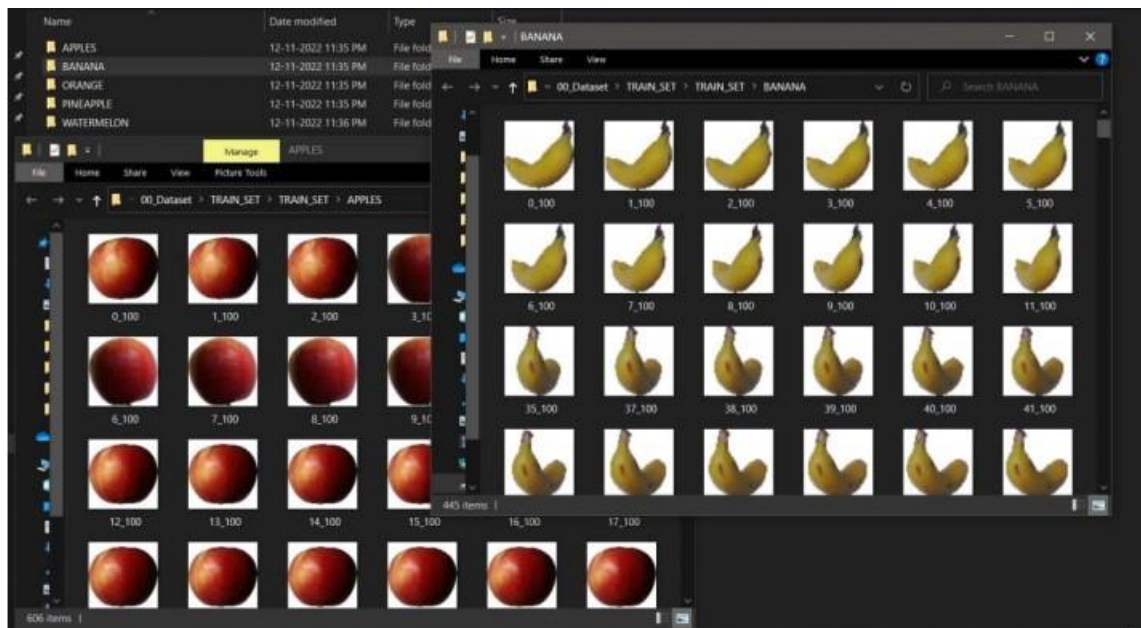 Name Date modified Type Size
APPLES 12-11-2022 11:35 PM File fold
BANANA 12-11-2022 11:35 PM File fold
ORANGE 12-11-2022 11:35 PM File fold
PINEAPPLE 12-11-2022 11:35 PM File fold
WATERMELON 12-11-2022 11:36 PM File fold
Manage APPLES
File Home Share View Picture Tools
00_Dataset > TRAIN_SET > TRAIN_SET > APPLES
0_100 1_100 2_100 3_10
6_100 7_100 8_100 9_10
12_100 13_100 14_100 15_100 16_100 17_100
606 items
BANANA
File Home Share View
00_Dataset > TRAIN_SET > TRAIN_SET > BANANA
Search BANANA
0_100 1_100 2_100 3_100 4_100 5_100
6_100 7_100 8_100 9_100 10_100 11_100
35_100 37_100 38_100 39_100 40_100 41_100
445 items